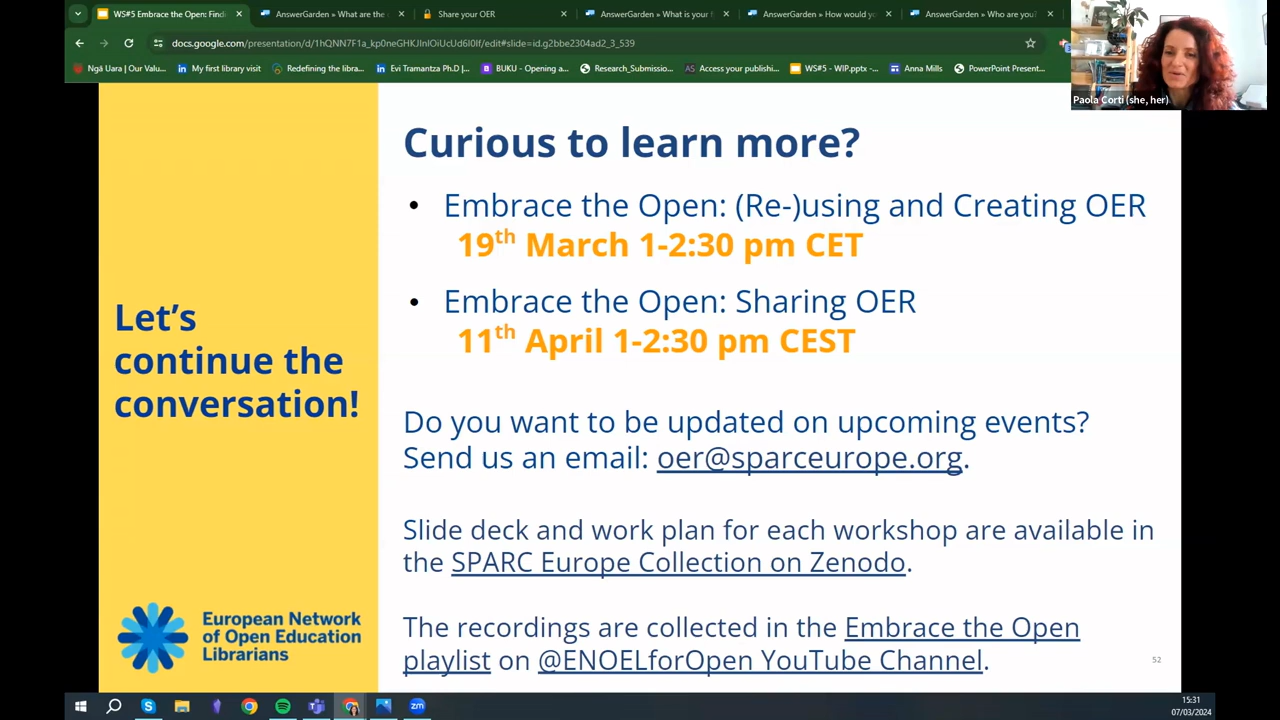 WS#5 Embrace the Open: Findi
AnswerGarden » What are the c
Share your OER
AnswerGarden » What is your f
AnswerGarden » How would yo
AnswerGarden » Who are you?
docs.google.com/presentation/d/1hQNN7F1a_kp0neGHKJInIOiUcUd6I0If/edit#slide=id.g2bbe2304ad2_3_539
Ngā Uara | Our Valu...
My first library visit
Redefining the libra...
Evi Tramantza Ph.D |...
BUKU - Opening a...
Research_Submissio...
Access your publishi...
WS#5 - WIP.pptx -...
Anna Mills
PowerPoint Present...
Paola Corti (she, her)
Curious to learn more?
• Embrace the Open: (Re-)using and Creating OER
19th March 1-2:30 pm CET
• Embrace the Open: Sharing OER
11th April 1-2:30 pm CEST
Let's
continue the
conversation!
Do you want to be updated on upcoming events?
Send us an email: oer@sparceurope.org.
Slide deck and work plan for each workshop are available in
the SPARC Europe Collection on Zenodo.
The recordings are collected in the Embrace the Open
playlist on @ENOELforOpen YouTube Channel.
European Network
of Open Education
Librarians
52
15:31
07/03/2024